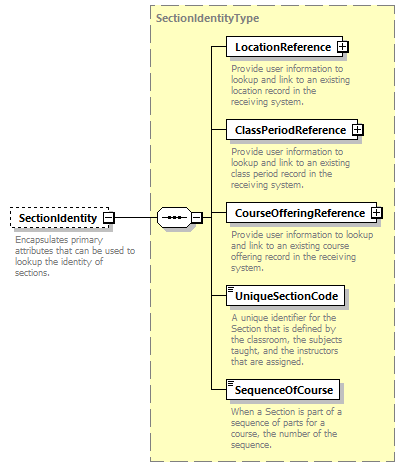 SectionIdentityType
LocationReference
Provide user information to
lookup and link to an existing
location record in the
receiving system.
ClassPeriodReference
Provide user information to
lookup and link to an existing
class period record in the
receiving system.
CourseOfferingReference
Provide user information to lookup
and link to an existing course
offering record in the receiving
system.
SectionIdentity
Encapsulates primary
attributes that can be used to
lookup the identity of
sections.
UniqueSectionCode
A unique identifier for the
Section that is defined by
the classroom, the subjects
taught, and the instructors
that are assigned.
SequenceOfCourse
When a Section is part of a
sequence of parts for a
course, the number of the
sequence.